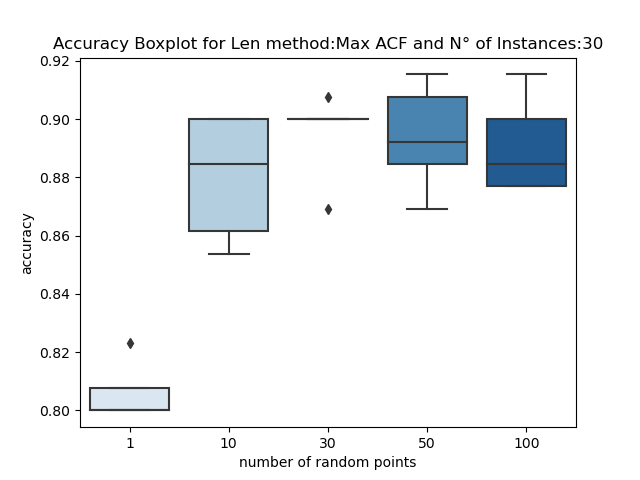 Accuracy Boxplot for Len method:Max ACF and N° of Instances:30
0.92
0.90
0.88
0.86
0.84
0.82
0.80
accuracy
1 10 30 50 100
number of random points